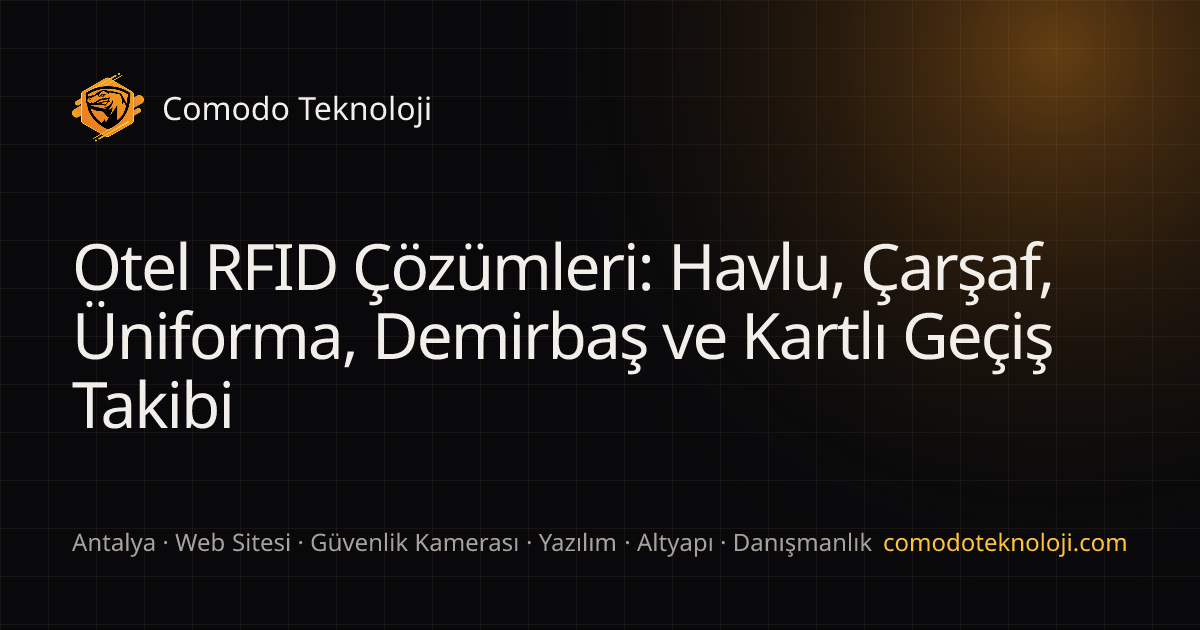 Comodo Teknoloji
Otel RFID Çözümleri: Havlu, Çarşaf,
Üniforma, Demirbaş ve Kartlı Geçiş
Takibi
Antalya · Web Sitesi · Güvenlik Kamerası · Yazılım · Altyapı · Danışmanlık comodoteknoloji.com